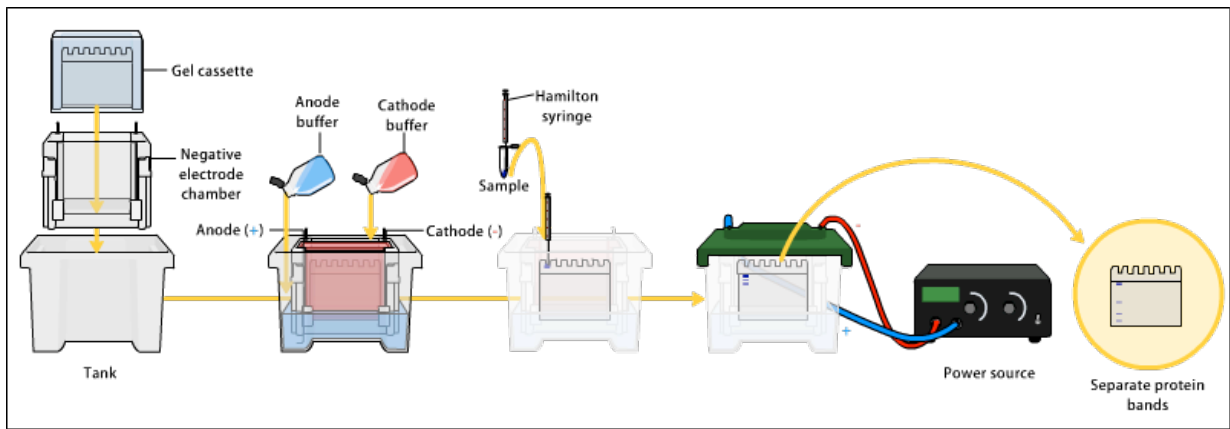 Gel cassette
Negative
electrode
chamber
Tank
Anode
buffer
Cathode
buffer
Anode (+)
Cathode (-)
Hamilton
syringe
Sample
-
+
Power source
Separate protein
bands